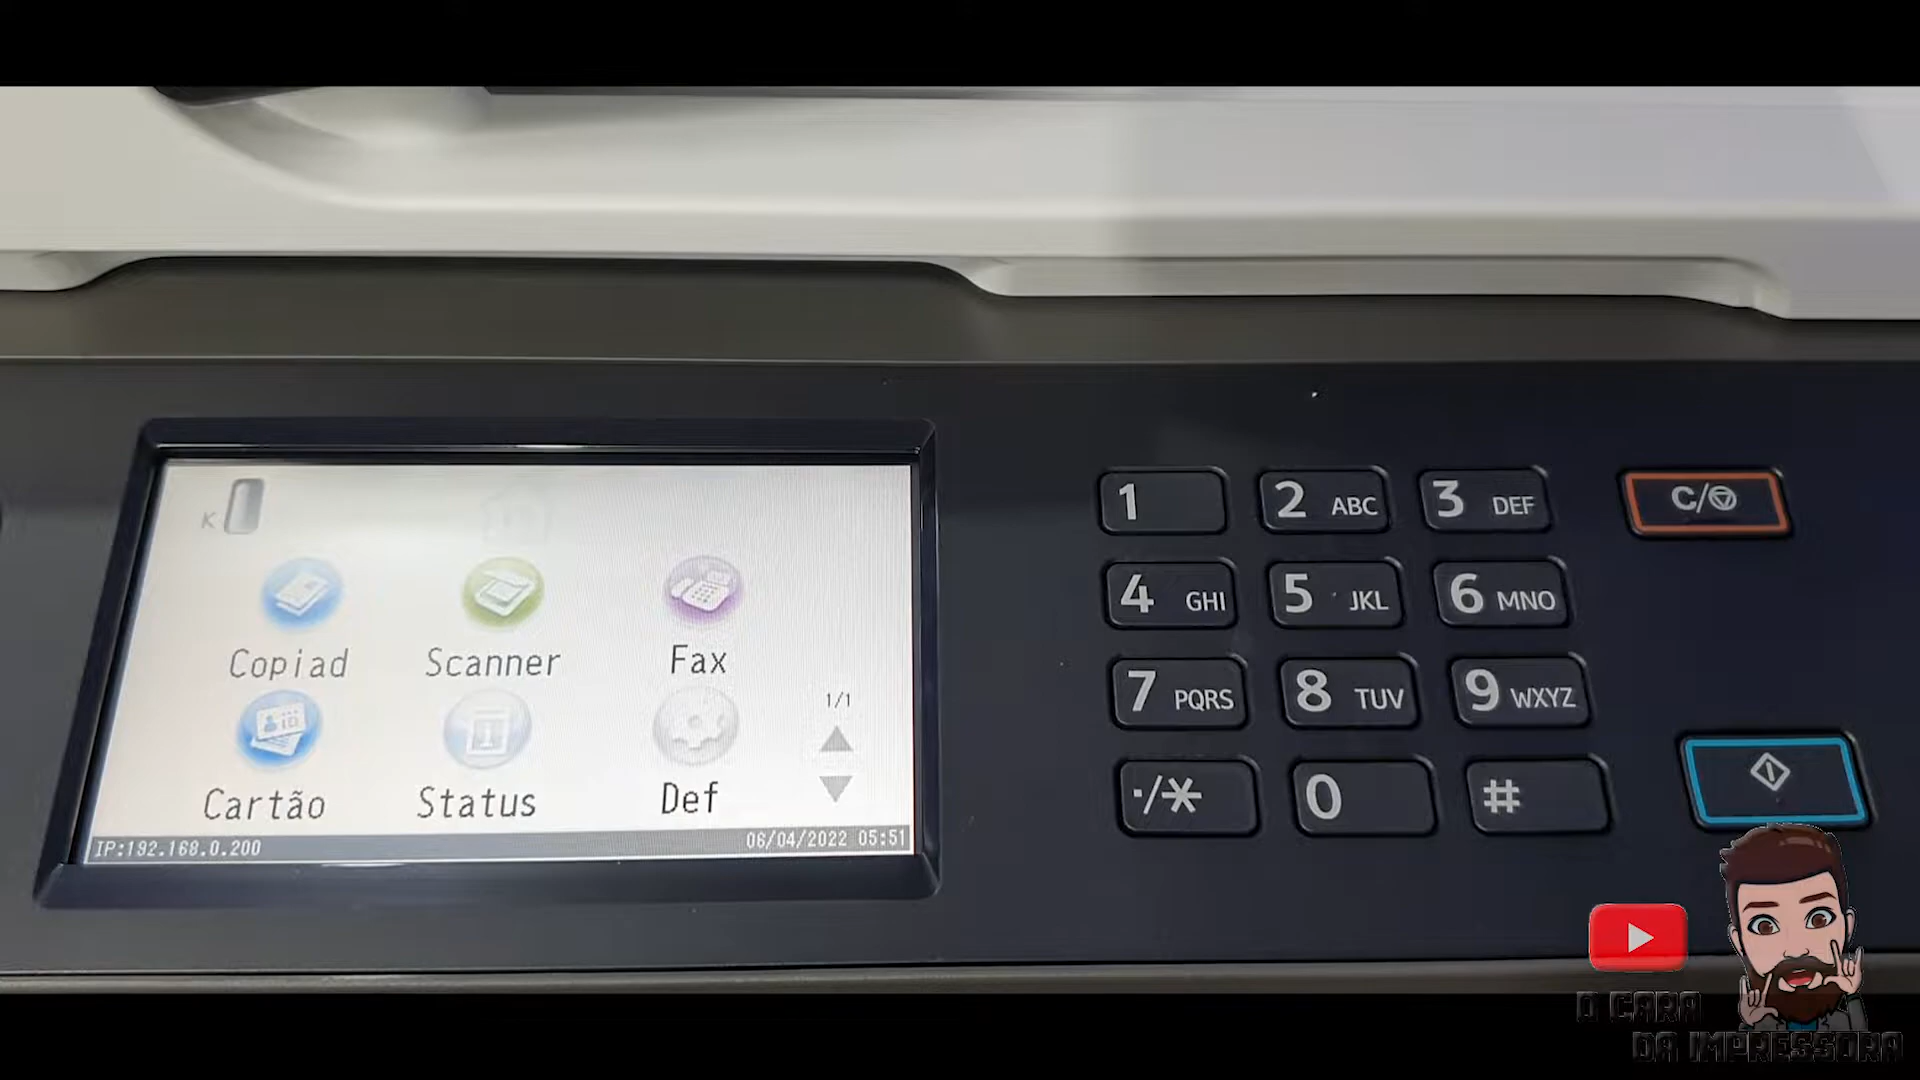 K
Copiad Scanner Fax
1/1
Cartão Status Def
IP:192.168.0.200 06/04/2022 05:51
1 2 ABC 3 DEF C/
4 GHI 5 JKL 6 MNO
7 PQRS 8 TUV 9 WXYZ
·/* 0 #
O CARA
DA IMPRESSORA